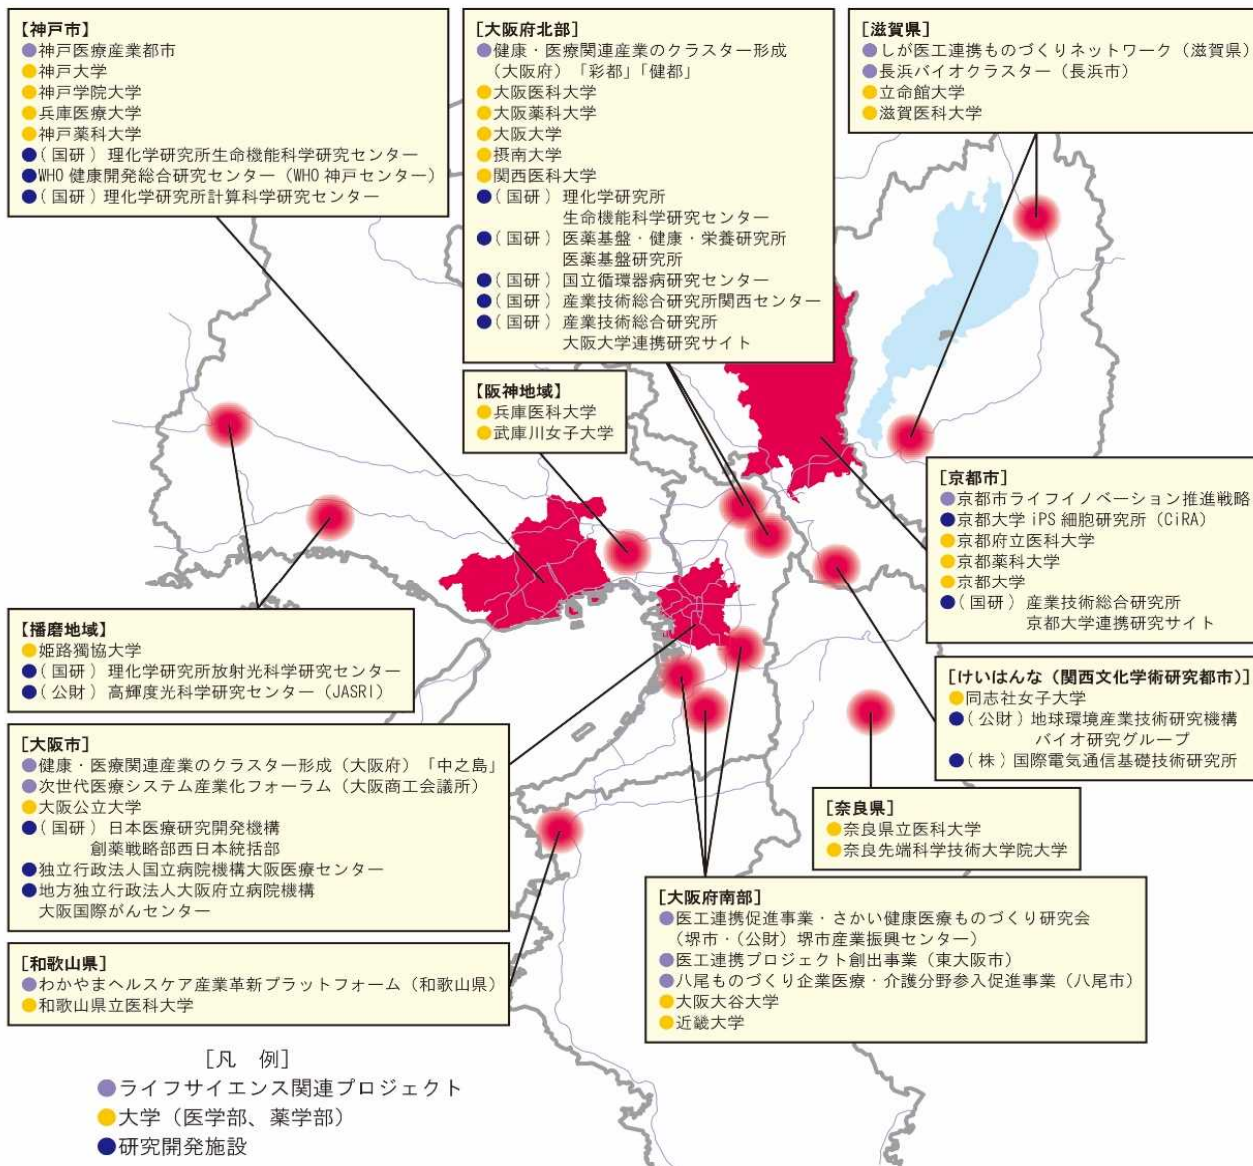 【神戸市】
●神戸医療産業都市
●神戸大学
●神戸学院大学
●兵庫医療大学
●神戸薬科大学
●(国研)理化学研究所生命機能科学研究センター
●WHO 健康開発総合研究センター(WHO 神戸センター)
●(国研)理化学研究所計算科学研究センター
[大阪府北部]
●健康・医療関連産業のクラスター形成
(大阪府)「彩都」「健都」
●大阪医科大学
●大阪薬科大学
●大阪大学
●摂南大学
●関西医科大学
●(国研)理化学研究所
生命機能科学研究センター
●(国研)医薬基盤・健康・栄養研究所
医薬基盤研究所
●(国研)国立循環器病研究センター
●(国研)産業技術総合研究所関西センター
●(国研)産業技術総合研究所
大阪大学連携研究サイト
[滋賀県]
●しが医工連携ものづくりネットワーク(滋賀県)
●長浜バイオクラスター(長浜市)
●立命館大学
●滋賀医科大学
【阪神地域】
●兵庫医科大学
●武庫川女子大学
[京都市]
●京都市ライフイノベーション推進戦略
●京都大学 iPS 細胞研究所(CiRA)
●京都府立医科大学
●京都薬科大学
●京都大学
●(国研)産業技術総合研究所
京都大学連携研究サイト
【播磨地域】
●姫路獨協大学
●(国研)理化学研究所放射光科学研究センター
●(公財)高輝度光科学研究センター(JASRI)
[けいはんな(関西文化学術研究都市)]
●同志社女子大学
●(公財)地球環境産業技術研究機構
バイオ研究グループ
●(株)国際電気通信基礎技術研究所
[大阪市]
●健康・医療関連産業のクラスター形成(大阪府)「中之島」
●次世代医療システム産業化フォーラム(大阪商工会議所)
●大阪公立大学
●(国研)日本医療研究開発機構
創薬戦略部西日本統括部
●独立行政法人国立病院機構大阪医療センター
●地方独立行政法人大阪府立病院機構
大阪国際がんセンター
[奈良県]
●奈良県立医科大学
●奈良先端科学技術大学院大学
[大阪府南部]
●医工連携促進事業・さかい健康医療ものづくり研究会
(堺市・(公財)堺市産業振興センター)
●医工連携プロジェクト創出事業(東大阪市)
●八尾ものづくり企業医療・介護分野参入促進事業(八尾市)
●大阪大谷大学
●近畿大学
[和歌山県]
●わかやまヘルスケア産業革新プラットフォーム(和歌山県)
●和歌山県立医科大学
[凡 例]
●ライフサイエンス関連プロジェクト
●大学(医学部、薬学部)
●研究開発施設